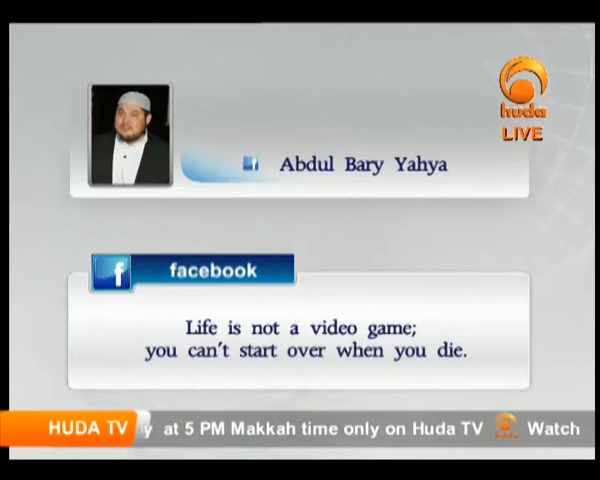 huda
LIVE
f Abdul Bary Yahya
f facebook
Life is not a video game;
you can't start over when you die.
HUDA TV y at 5 PM Makkah time only on Huda TV huda Watch